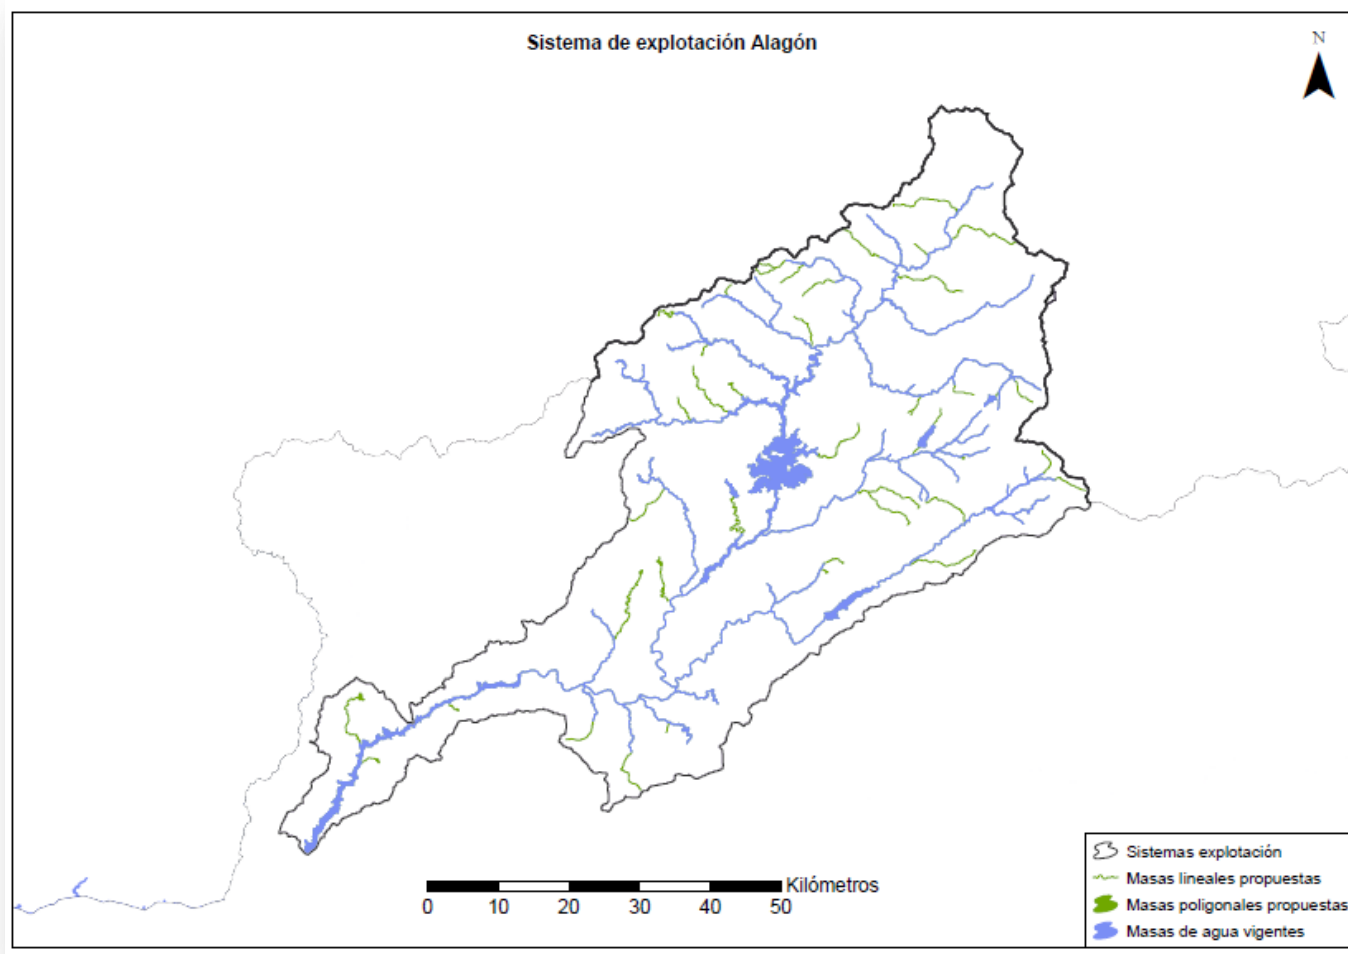 Sistema de explotación Alagón
N
Kilómetros
0 10 20 30 40 50
Sistemas explotación
Masas lineales propuestas
Masas poligonales propuestas
Masas de agua vigentes